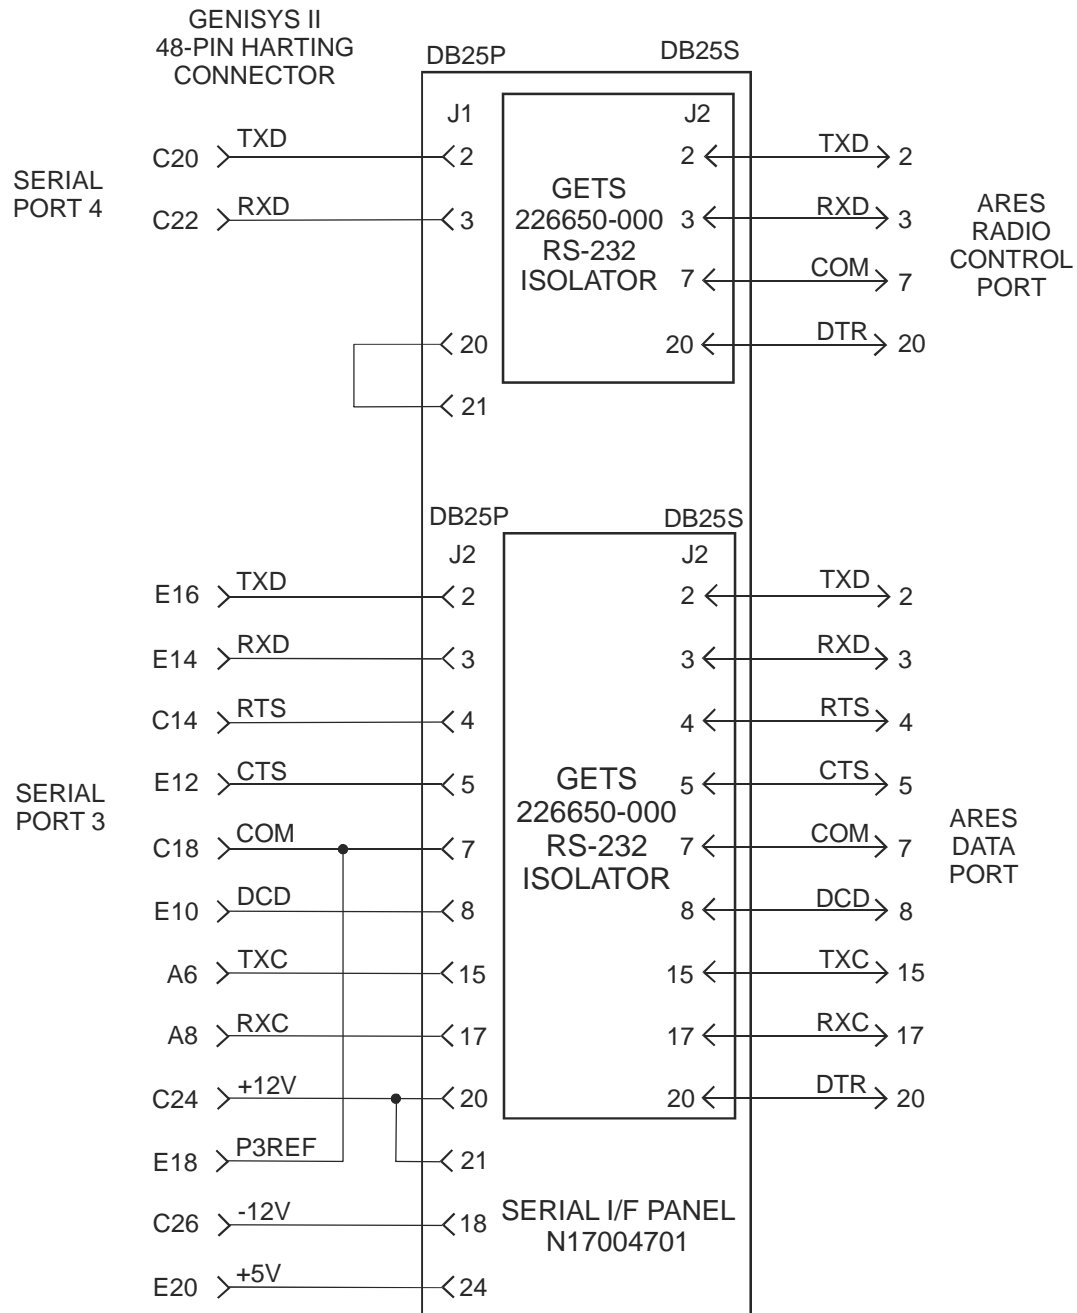 GENISYS II
48-PIN HARTING
CONNECTOR
DB25P
DB25S
J1
J2
SERIAL
PORT 4
C20 TXD 2
C22 RXD 3
20
21
GETS
226650-000
RS-232
ISOLATOR
2 TXD 2
3 RXD 3
7 COM 7
20 DTR 20
ARES
RADIO
CONTROL
PORT
DB25P
DB25S
J2
J2
SERIAL
PORT 3
E16 TXD 2
E14 RXD 3
C14 RTS 4
E12 CTS 5
C18 COM 7
E10 DCD 8
A6 TXC 15
A8 RXC 17
C24 +12V 20
E18 P3REF 21
C26 -12V 18
E20 +5V 24
GETS
226650-000
RS-232
ISOLATOR
2 TXD 2
3 RXD 3
4 RTS 4
5 CTS 5
7 COM 7
8 DCD 8
15 TXC 15
17 RXC 17
20 DTR 20
ARES
DATA
PORT
SERIAL I/F PANEL
N17004701